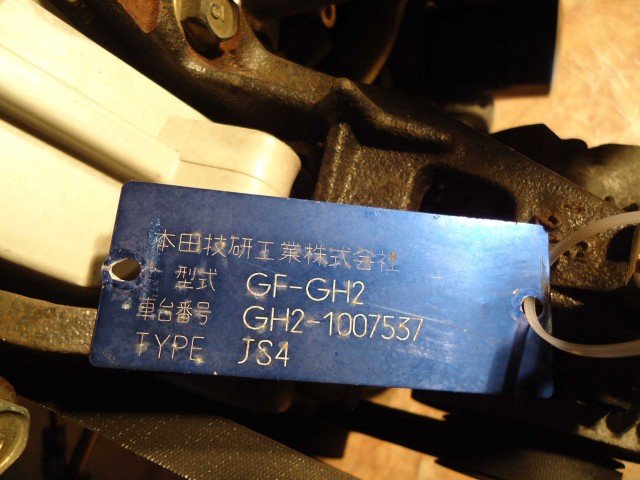 本田技研工業株式会社
型式 GF-GH2
車台番号 GH2-1007537
TYPE JS4